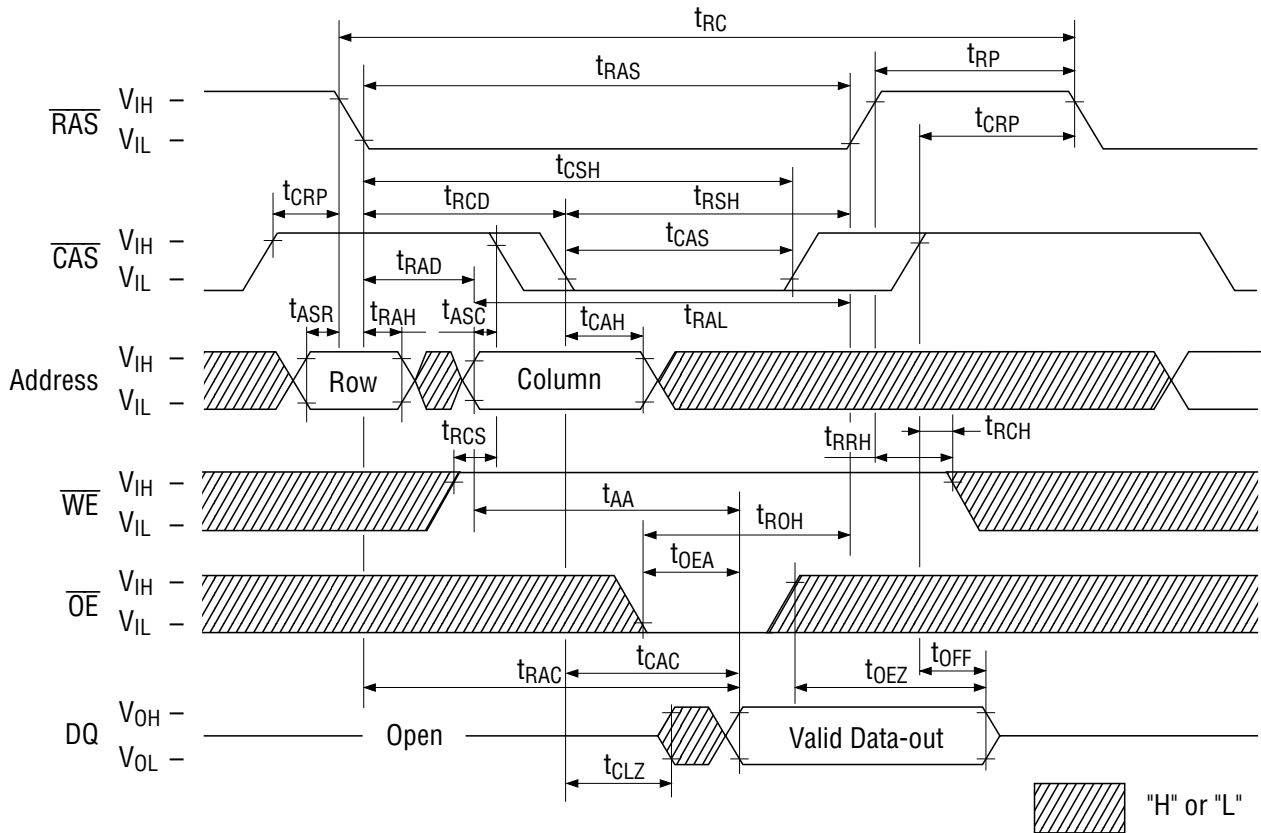 tRC
tRP
tRAS
RAS
VIH
VIL
tCRP
tCSH
tCRP
tRCD
tRSH
CAS
VIH
VIL
tCAS
tRAD
tRAL
tASR
tRAH
tASC
tCAH
Address
VIH
VIL
Row
Column
tRCS
tRRH
tRCH
WE
VIH
VIL
tAA
tROH
tOEA
OE
VIH
VIL
tCAC
tRAC
tOEZ
tOFF
DQ
VOH
VOL
Open
Valid Data-out
tCLZ
"H" or "L"